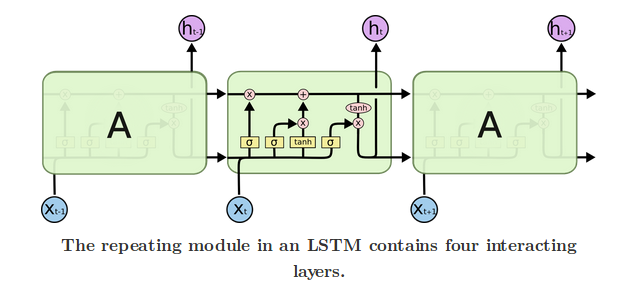 h t-1 h t h t+1
A A
x x + tanh
x x
σ σ tanh σ
X t-1 X t X t+1
The repeating module in an LSTM contains four interacting
layers.